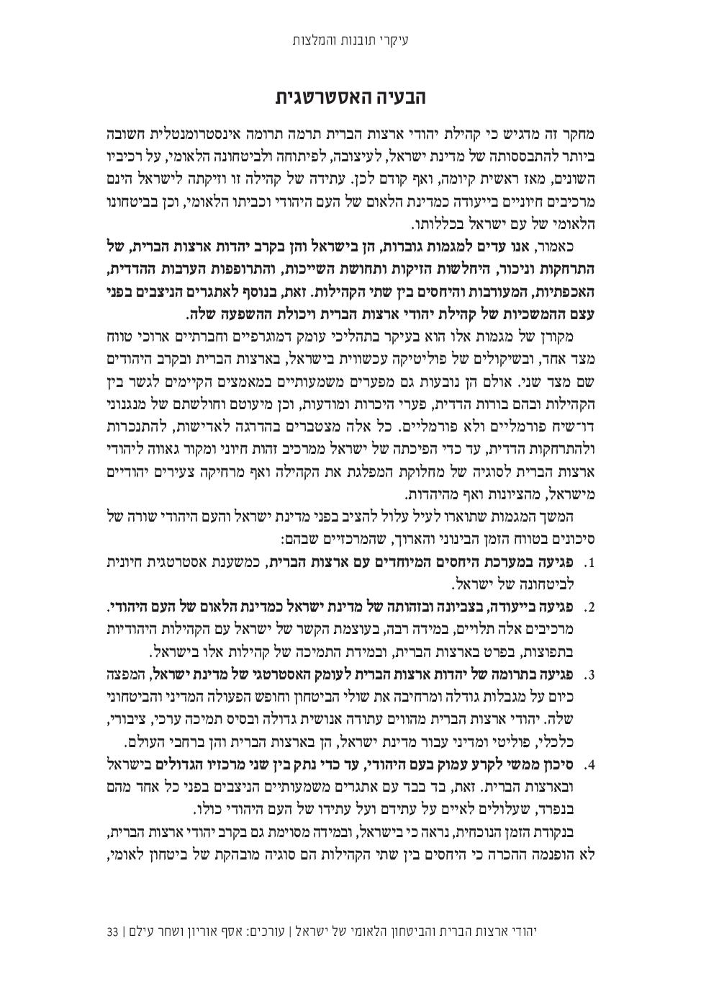 עיקרי תובנות והמלצות
הבעיה האסטרטגית
מחקר זה מדגיש כי קהילת יהודי ארצות הברית תרמה תרומה אינסטרומנטלית חשובה
ביותר להתבססותה של מדינת ישראל, לעיצובה, לפיתוחה ולביטחונה הלאומי, על רכיביו
השונים, מאז ראשית קיומה, ואף קודם לכן. עתידה של קהילה זו וזיקתה לישראל הינם
מרכיבים חיוניים בייעודה כמדינת הלאום של העם היהודי וכביתו הלאומי, וכן בביטחונו
הלאומי של עם ישראל בכללותו.
כאמור, אנו עדים למגמות גוברות, הן בישראל והן בקרב יהדות ארצות הברית, של
התרחקות וניכור, היחלשות הזיקות ותחושת השייכות, והתרופפות הערבות ההדדית,
האכפתיות, המעורבות והיחסים בין שתי הקהילות. זאת, בנוסף לאתגרים הניצבים בפני
עצם ההמשכיות של קהילת יהודי ארצות הברית ויכולת ההשפעה שלה.
מקורן של מגמות אלו הוא בעיקר בתהליכי עומק דמוגרפיים וחברתיים ארוכי טווח
מצד אחד, ובשיקולים של פוליטיקה עכשווית בישראל, בארצות הברית ובקרב היהודים
שם מצד שני. אולם הן נובעות גם מפערים משמעותיים במאמצים הקיימים לגשר בין
הקהילות ובהם בורות הדדית, פערי היכרות ומודעות, וכן מיעוטם וחולשתם של מנגנוני
דו־שיח פורמליים ולא פורמליים. כל אלה מצטברים בהדרגה לאדישות, להתנכרות
ולהתרחקות הדדית, עד כדי הפיכתה של ישראל ממרכיב זהות חיוני ומקור גאווה ליהודי
ארצות הברית לסוגיה של מחלוקת המפלגת את הקהילה ואף מרחיקה צעירים יהודיים
מישראל, מהציונות ואף מהיהדות.
המשך המגמות שתוארו לעיל עלול להציב בפני מדינת ישראל והעם היהודי שורה של
סיכונים בטווח הזמן הבינוני והארוך, שהמרכזיים שבהם:
1. פגיעה במערכת היחסים המיוחדים עם ארצות הברית, כמשענת אסטרטגית חיונית
לביטחונה של ישראל.
2. פגיעה בייעודה, בצביונה ובזהותה של מדינת ישראל כמדינת הלאום של העם היהודי.
מרכיבים אלה תלויים, במידה רבה, בעוצמת הקשר של ישראל עם הקהילות היהודיות
בתפוצות, בפרט בארצות הברית, ובמידת התמיכה של קהילות אלו בישראל.
3. פגיעה בתרומה של יהדות ארצות הברית לעומק האסטרטגי של מדינת ישראל, המפצה
כיום על מגבלות גודלה ומרחיבה את שולי הביטחון וחופש הפעולה המדיני והביטחוני
שלה. יהודי ארצות הברית מהווים עתודה אנושית גדולה ובסיס תמיכה ערכי, ציבורי,
כלכלי, פוליטי ומדיני עבור מדינת ישראל, הן בארצות הברית והן ברחבי העולם.
4. סיכון ממשי לקרע עמוק בעם היהודי, עד כדי נתק בין שני מרכזיו הגדולים בישראל
ובארצות הברית. זאת, בד בבד עם אתגרים משמעותיים הניצבים בפני כל אחד מהם
בנפרד, שעלולים לאיים על עתידם ועל עתידו של העם היהודי כולו.
בנקודת הזמן הנוכחית, נראה כי בישראל, ובמידה מסוימת גם בקרב יהודי ארצות הברית,
לא הופנמה ההכרה כי היחסים בין שתי הקהילות הם סוגיה מובהקת של ביטחון לאומי,
יהודי ארצות הברית והביטחון הלאומי של ישראל | עורכים: אסף אוריון ושחר עילם | 33